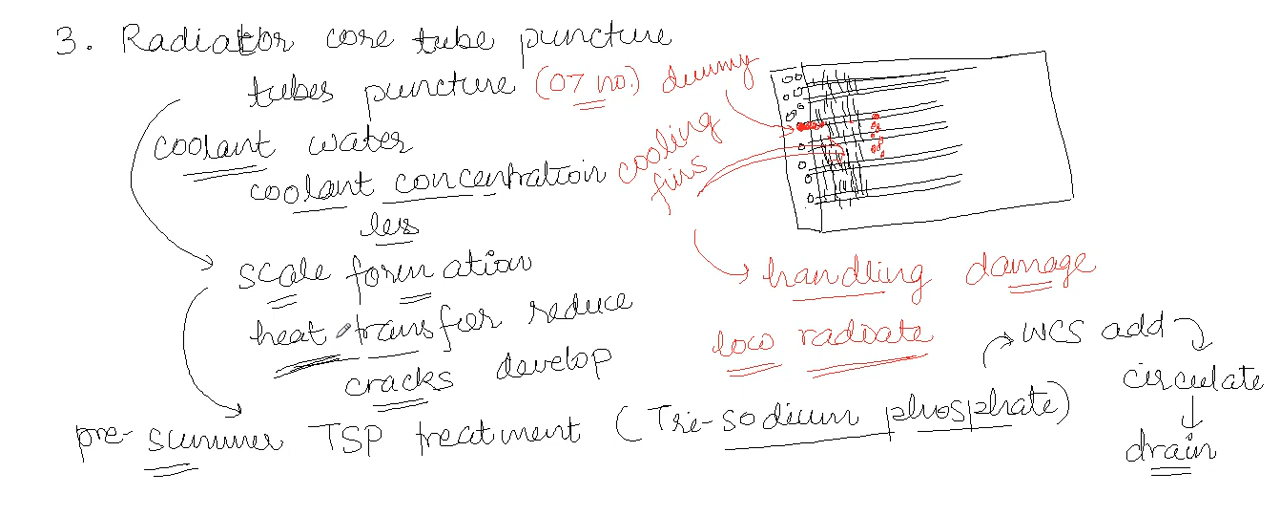 3. Radiator core tube puncture
tubes puncture (07 no.) dummy
coolant water
cooling fins
coolant concentration
less
scale formation
handling damage
heat transfer reduce
loco radiate
cracks develop
WCS add
circulate
pre-summer TSP treatment (Tri-sodium phosphate)
drain